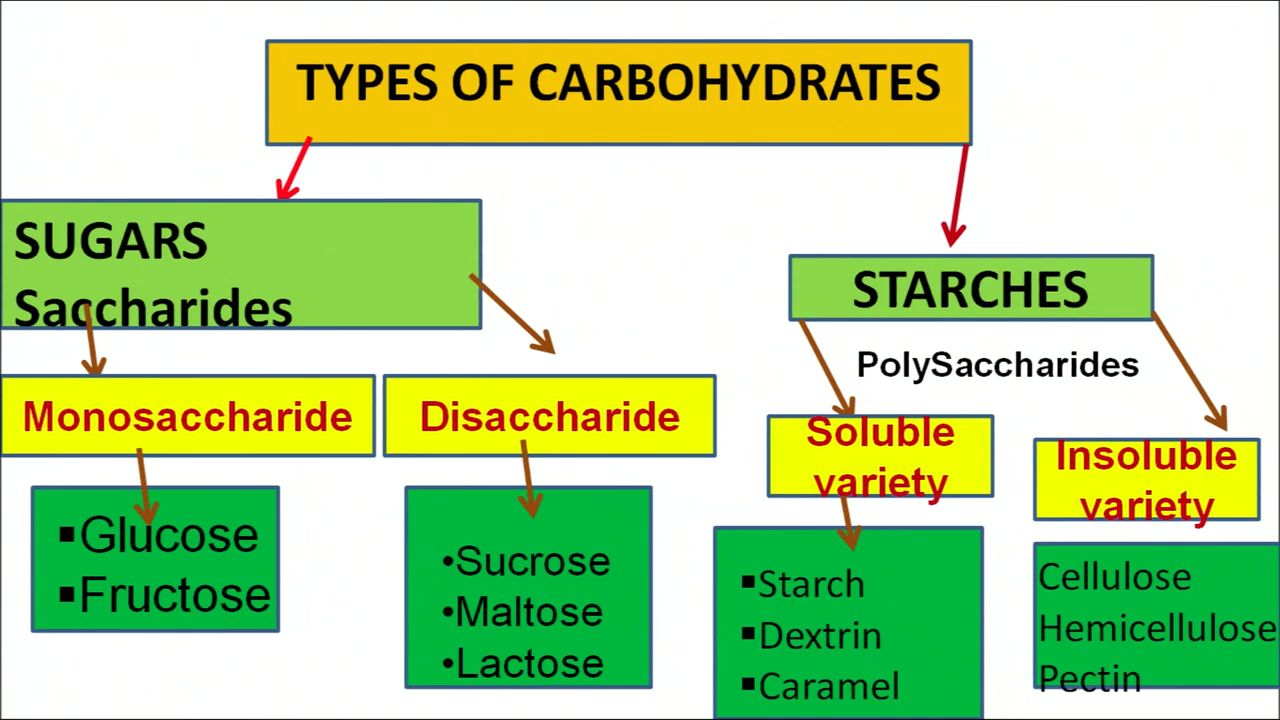 TYPES OF CARBOHYDRATES
SUGARS
Saccharides
STARCHES
PolySaccharides
Monosaccharide
Disaccharide
Soluble
variety
Insoluble
variety
▪Glucose
▪Fructose
•Sucrose
•Maltose
•Lactose
▪Starch
▪Dextrin
▪Caramel
Cellulose
Hemicellulose
Pectin